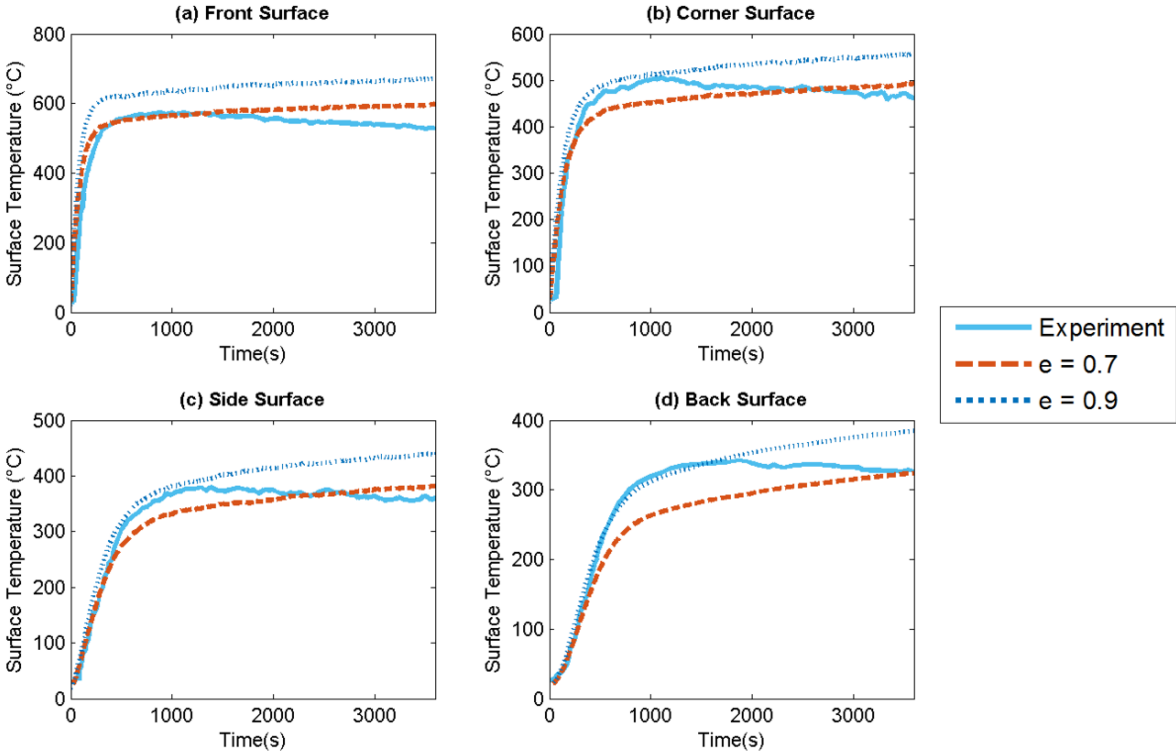 (a) Front Surface
800
600
400
200
0
Surface Temperature (°C)
0 1000 2000 3000
Time(s)
(b) Corner Surface
600
500
400
300
200
100
0
Surface Temperature (°C)
0 1000 2000 3000
Time(s)
Experiment
e = 0.7
e = 0.9
(c) Side Surface
500
400
300
200
100
0
Surface Temperature (°C)
0 1000 2000 3000
Time(s)
(d) Back Surface
400
300
200
100
0
Surface Temperature (°C)
0 1000 2000 3000
Time(s)